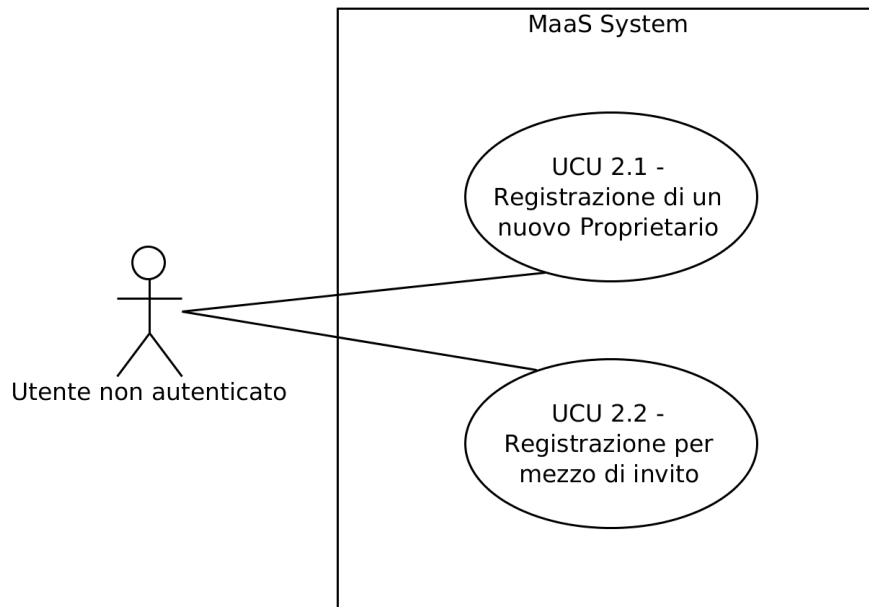 MaaS System
UCU 2.1 -
Registrazione di un
nuovo Proprietario
Utente non autenticato
UCU 2.2 -
Registrazione per
mezzo di invito